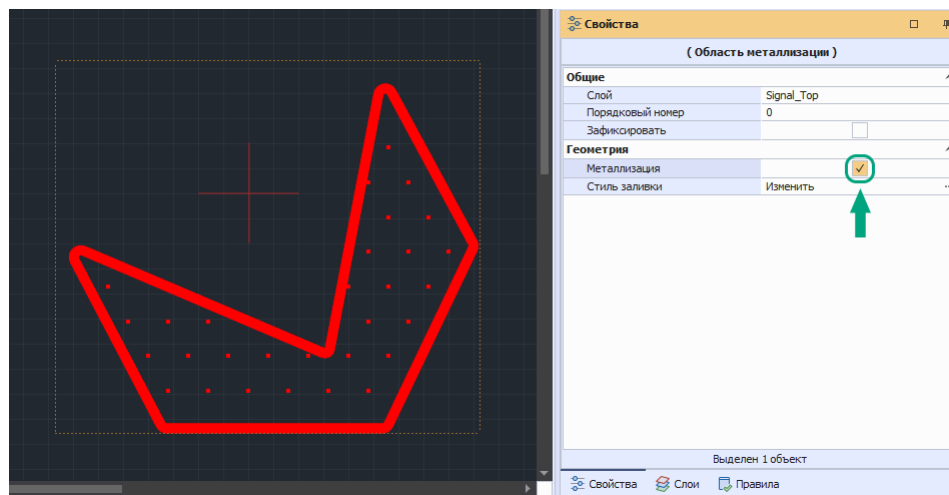 Свойства
( Область металлизации )
Общие
Слой Signal_Top
Порядковый номер 0
Зафиксировать
Геометрия
Металлизация
Стиль заливки Изменить ...
Выделен 1 объект
Свойства Слои Правила